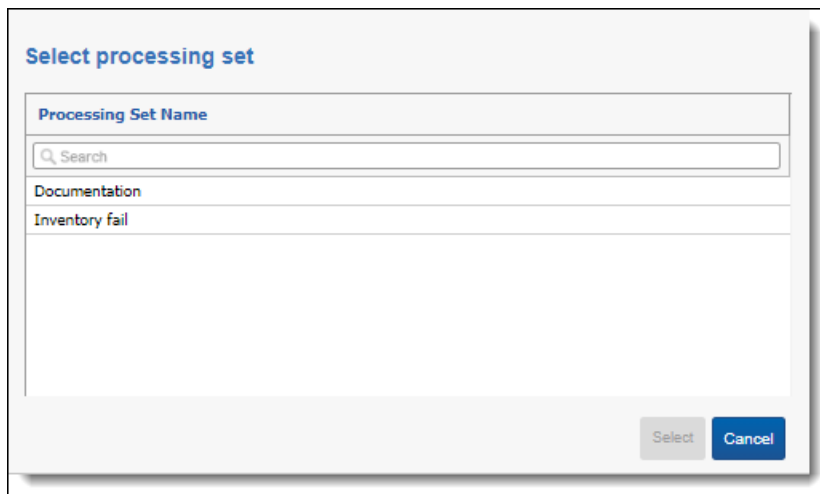 Select processing set
Processing Set Name
Search
Documentation
Inventory fail
Select Cancel